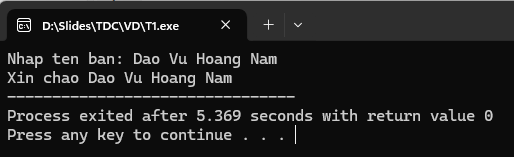 D:\Slides\TDC\VD\T1.exe
Nhap ten ban: Dao Vu Hoang Nam
Xin chao Dao Vu Hoang Nam
--------------------------------
Process exited after 5.369 seconds with return value 0
Press any key to continue . . .